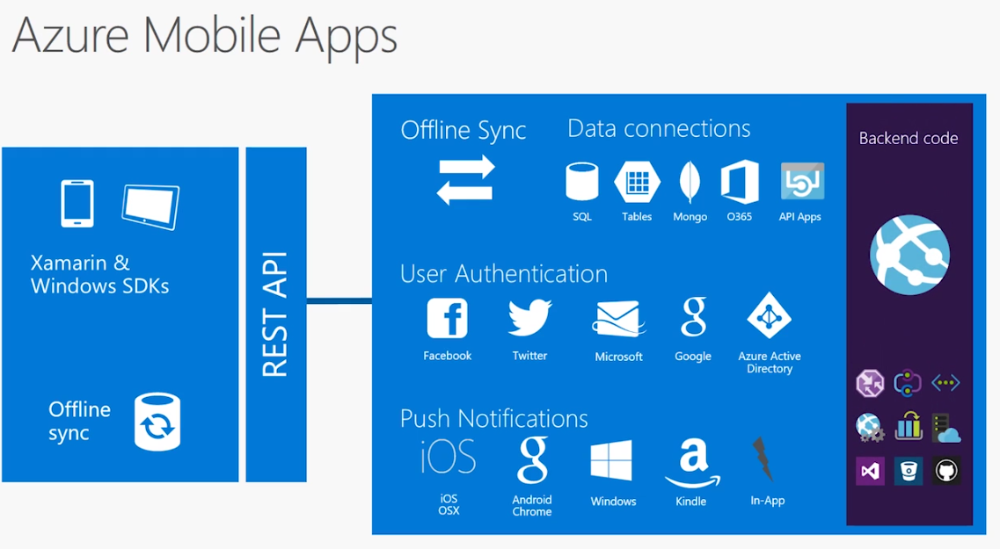 Azure Mobile Apps
Xamarin &
Windows SDKs
Offline
sync
REST API
Offline Sync
Data connections
SQL
Tables
Mongo
O365
API Apps
User Authentication
Facebook
Twitter
Microsoft
Google
Azure Active
Directory
Push Notifications
iOS
iOS
OSX
Android
Chrome
Windows
Kindle
In-App
Backend code